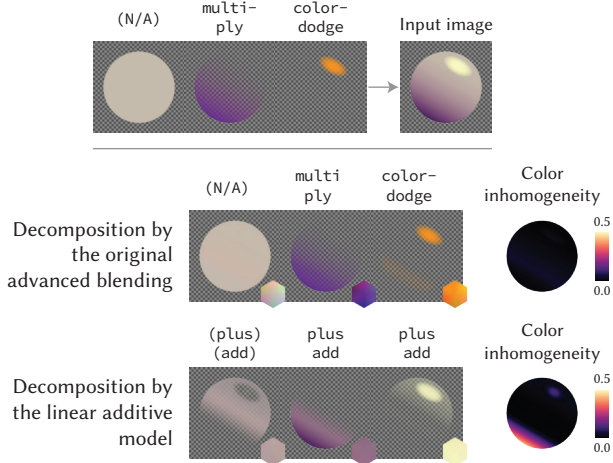 (N/A)
multi-
ply
color-
dodge
Input image
(N/A)
multi
ply
color-
dodge
Color
inhomogeneity
Decomposition by
the original
advanced blending
0.5
0.0
(plus)
(add)
plus
add
plus
add
Color
inhomogeneity
Decomposition by
the linear additive
model
0.5
0.0